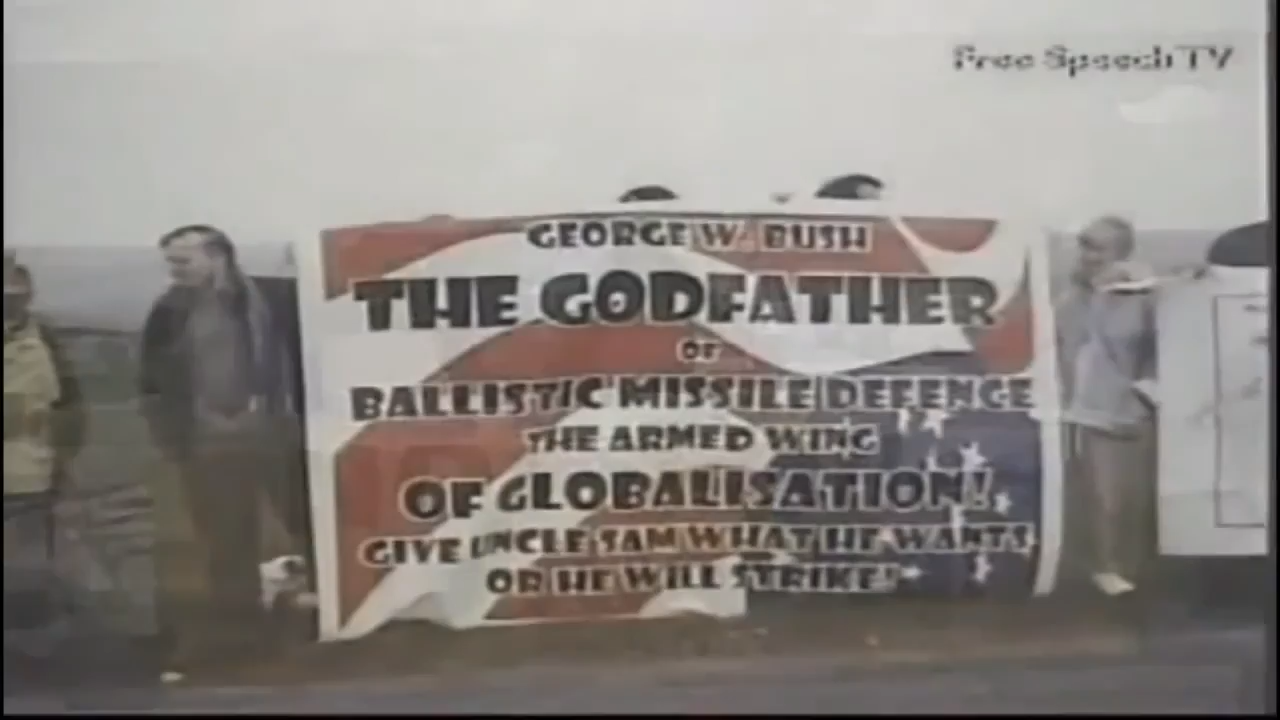 Free Speech TV
GEORGE W. BUSH
THE GODFATHER
OF
BALLISTIC MISSILE DEFENCE
THE ARMED WING
OF GLOBALISATION!
GIVE UNCLE SAM WHAT HE WANTS
OR HE WILL STRIKE!